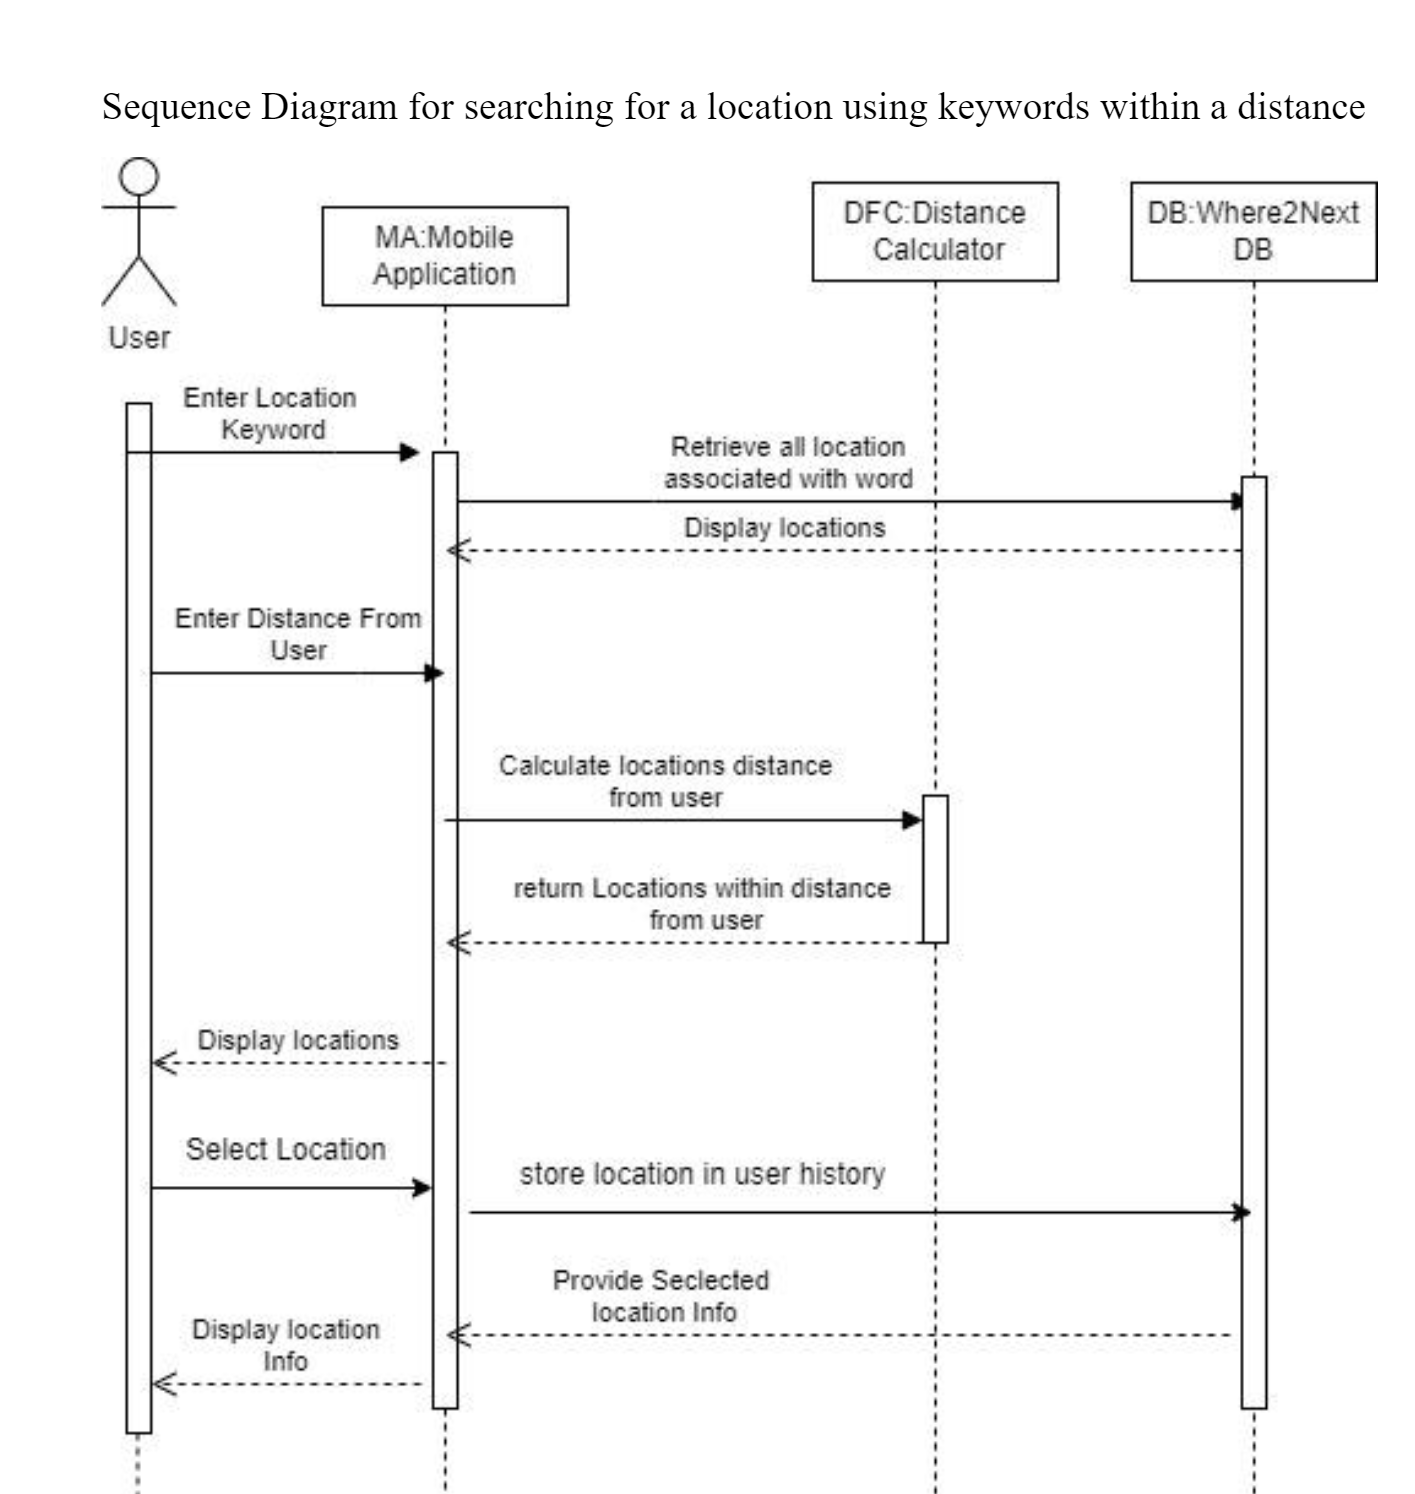 Sequence Diagram for searching for a location using keywords within a distance
MA:Mobile
Application
DFC:Distance
Calculator
DB:Where2Next
DB
User
Enter Location
Keyword
Retrieve all location
associated with word
Display locations
Enter Distance From
User
Calculate locations distance
from user
return Locations within distance
from user
Display locations
Select Location
store location in user history
Provide Seclected
location Info
Display location
Info